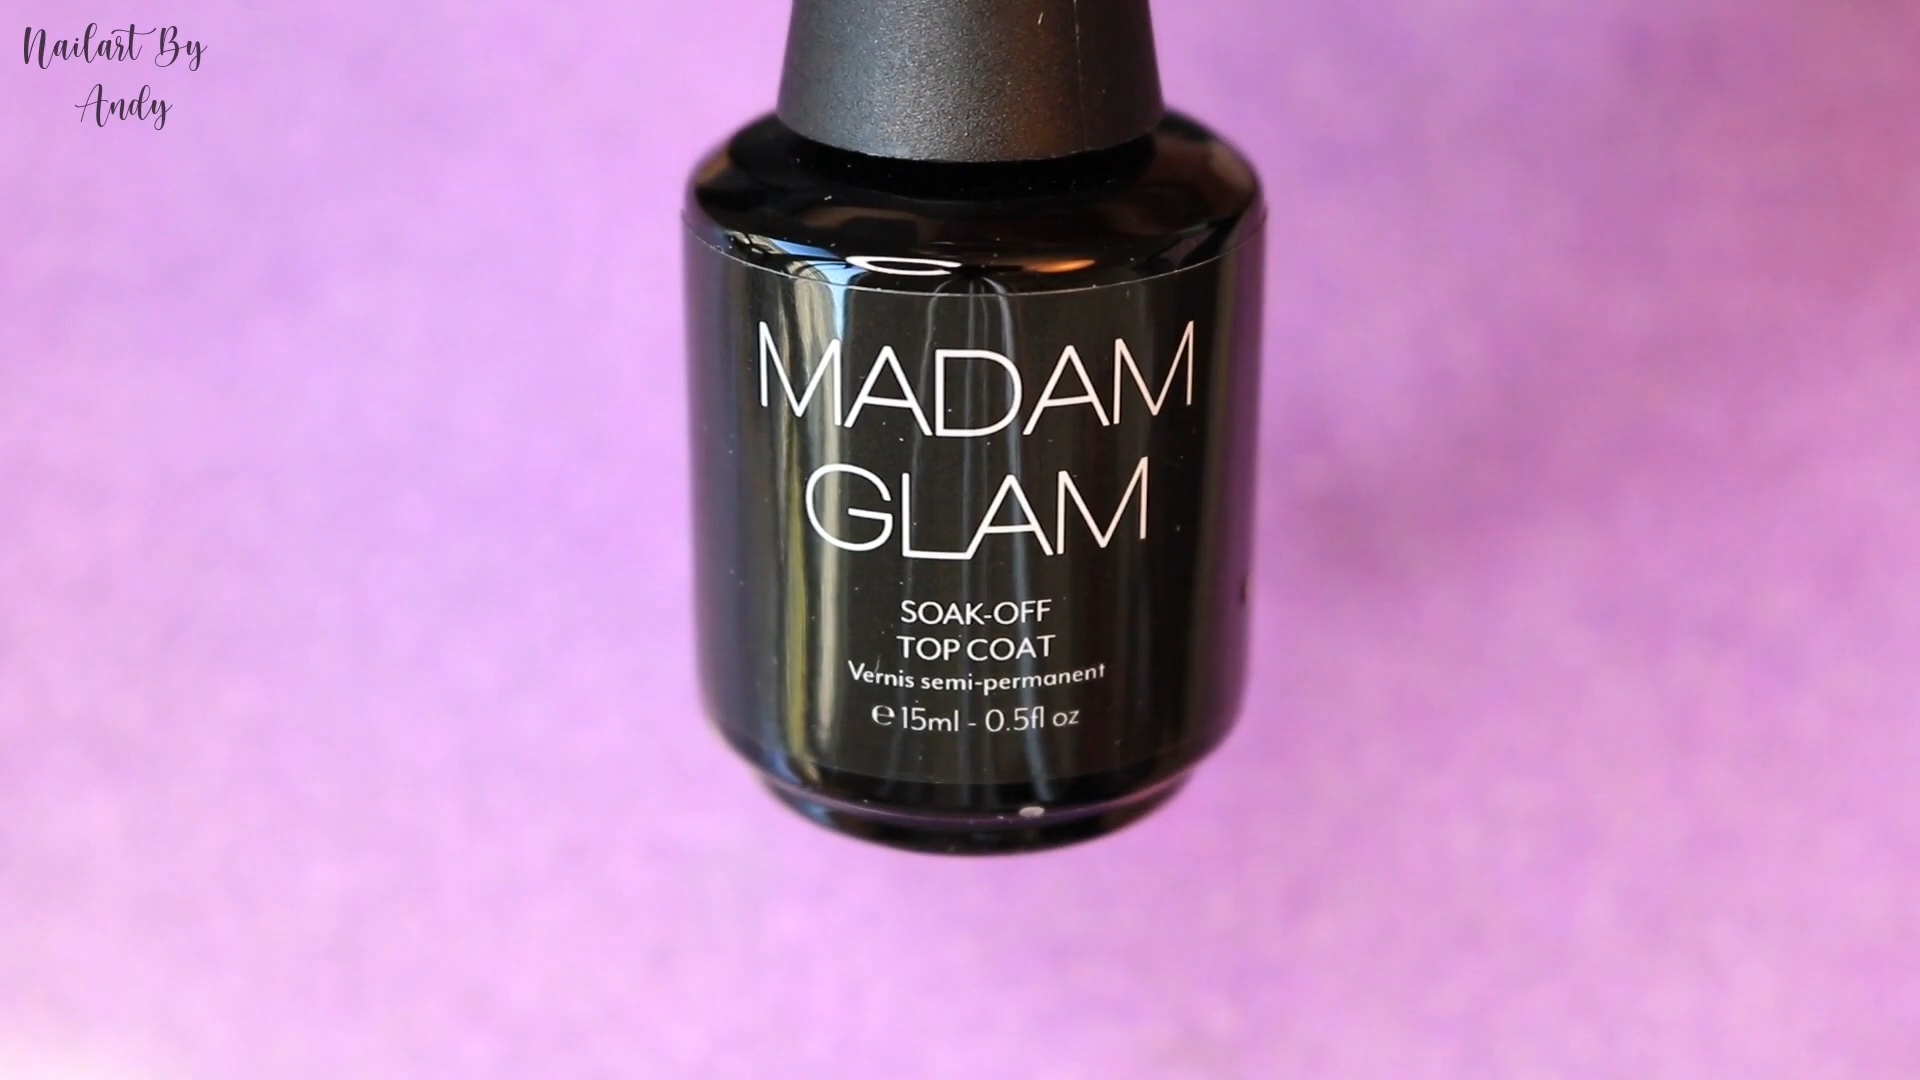 Nailart By
Andy
MADAM
GLAM
SOAK-OFF
TOP COAT
Vernis semi-permanent
℮15ml - 0.5fl oz